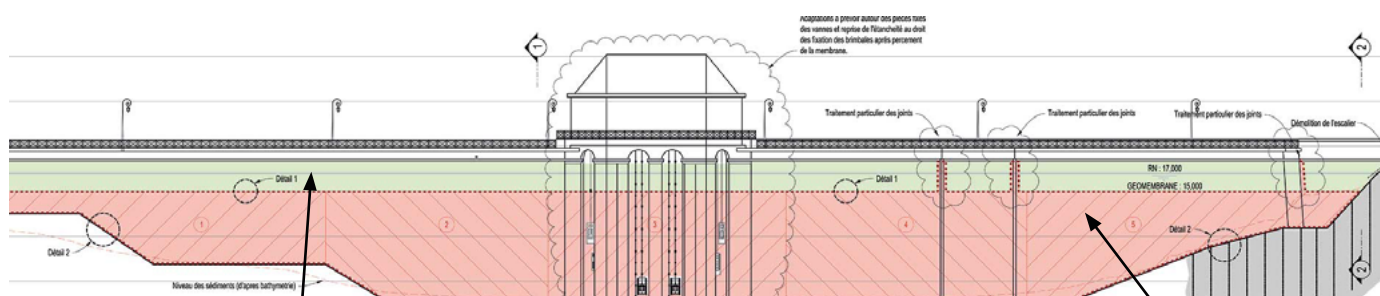 Adaptations à prévoir autour des pièces fixes
des vannes et reprise de l'étanchéité au droit
des fixation des brimbales après percement
de la membrane.
1
2
Traitement particulier des joints
Traitement particulier des joints
Traitement particulier des joints
Démolition de l'escalier
RN : 17,000
Détail 1
Détail 1
GEOMEMBRANE : 15,000
1
2
3
4
5
Détail 2
Détail 2
Niveau des sédiments (d'apres bathymetrie)
2